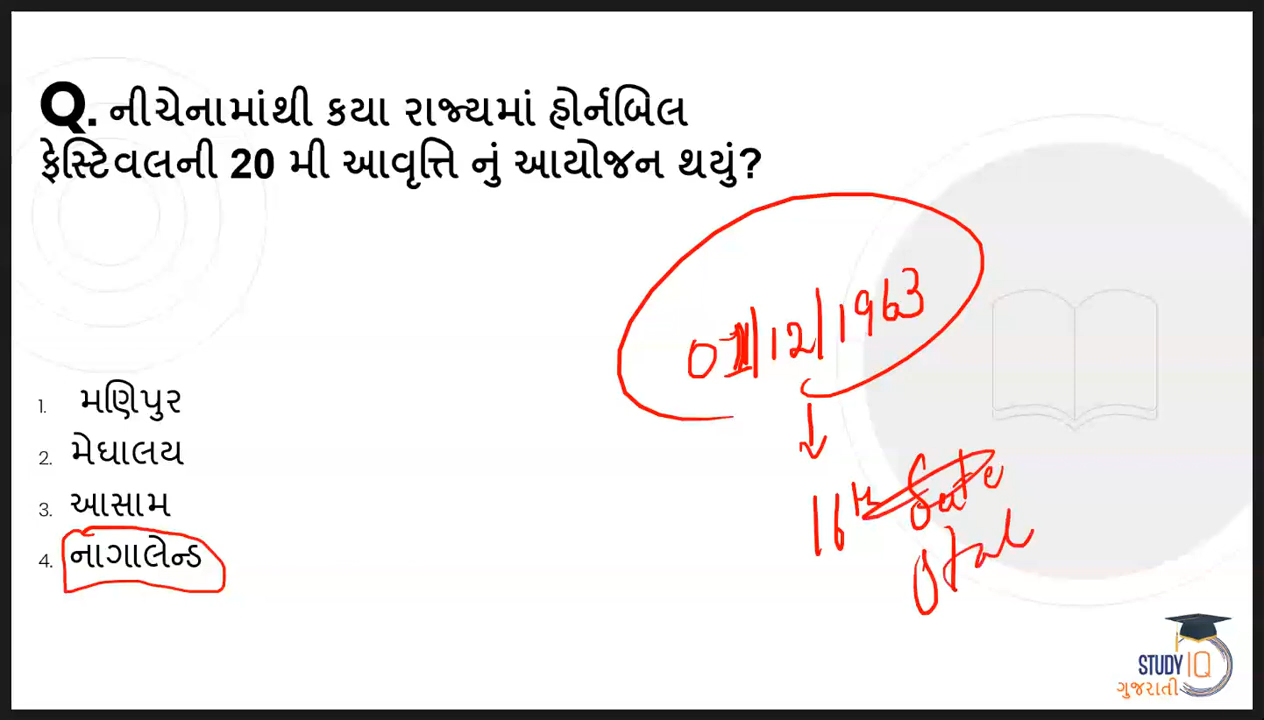 Q. નીચેનામાંથી કયા રાજ્યમાં હોર્નબિલ
ફેસ્ટિવલની 20 મી આવૃત્તિ નું આયોજન થયું?
01/12/1963
16th
1. મણિપુર
2. મેઘાલય
3. આસામ
4. નાગાલેન્ડ
STUDY IQ
ગુજરાતી